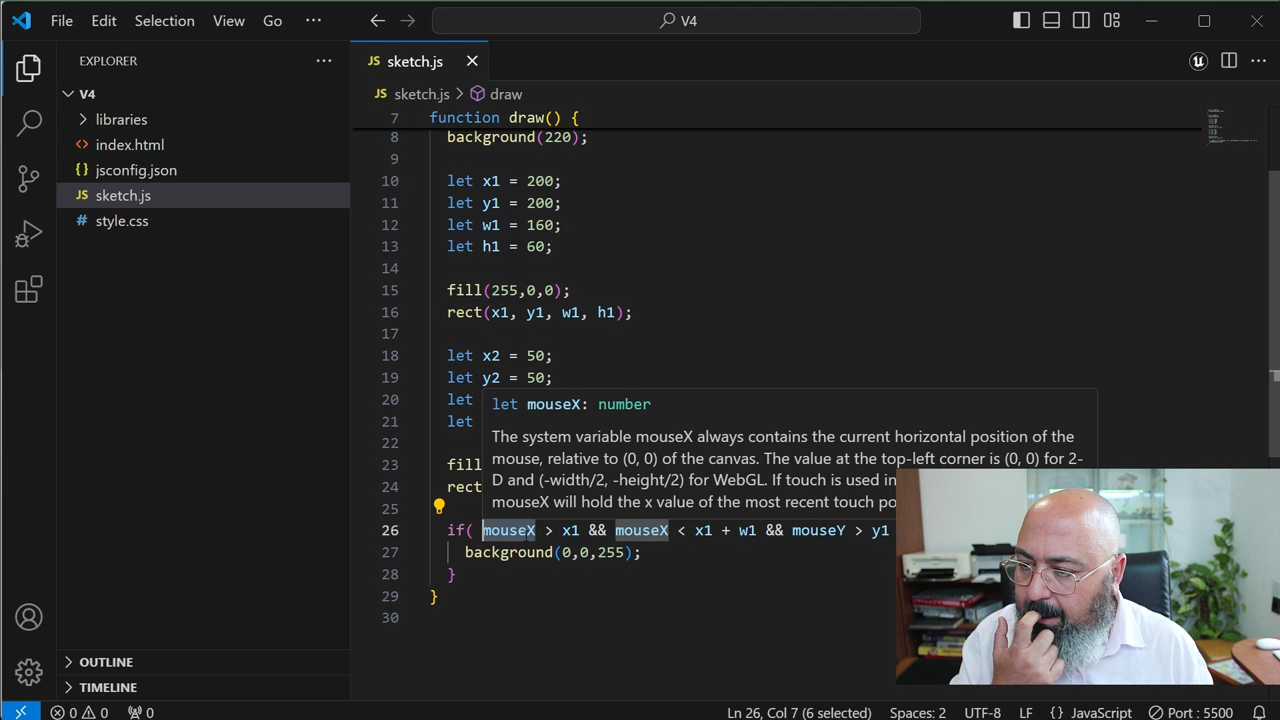 File Edit Selection View Go ··· V4
EXPLORER ···
V4
libraries
index.html
{} jsconfig.json
JS sketch.js
# style.css
OUTLINE
TIMELINE
JS sketch.js
JS sketch.js > draw
7 function draw() {
8 background(220);
9
10 let x1 = 200;
11 let y1 = 200;
12 let w1 = 160;
13 let h1 = 60;
14
15 fill(255,0,0);
16 rect(x1, y1, w1, h1);
17
18 let x2 = 50;
19 let y2 = 50;
20 let
21 let
22
23 fill
24 rect
25
let mouseX: number
The system variable mouseX always contains the current horizontal position of the
mouse, relative to (0, 0) of the canvas. The value at the top-left corner is (0, 0) for 2-
D and (-width/2, -height/2) for WebGL. If touch is used in
mouseX will hold the x value of the most recent touch po
26 if( mouseX > x1 && mouseX < x1 + w1 && mouseY > y1
27 background(0,0,255);
28 }
29 }
30
0 0 0 Ln 26, Col 7 (6 selected) Spaces: 2 UTF-8 LF {} JavaScript Port : 5500